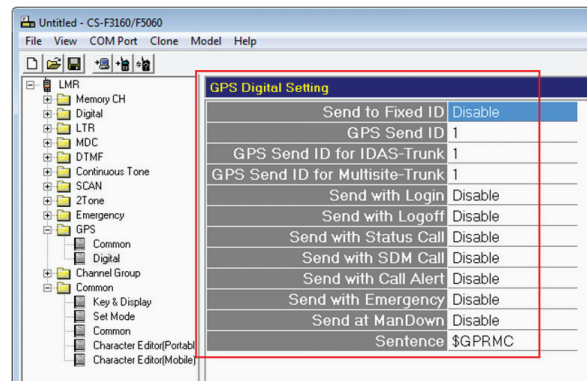 Untitled - CS-F3160/F5060
File View COM Port Clone Model Help
LMR
Memory CH
Digital
LTR
MDC
DTMF
Continuous Tone
SCAN
2Tone
Emergency
GPS
Common
Digital
Channel Group
Common
Key & Display
Set Mode
Common
Character Editor(Portabl
Character Editor(Mobile)
GPS Digital Setting
Send to Fixed ID Disable
GPS Send ID 1
GPS Send ID for IDAS-Trunk 1
GPS Send ID for Multisite-Trunk 1
Send with Login Disable
Send with Logoff Disable
Send with Status Call Disable
Send with SDM Call Disable
Send with Call Alert Disable
Send with Emergency Disable
Send at ManDown Disable
Sentence $GPRMC